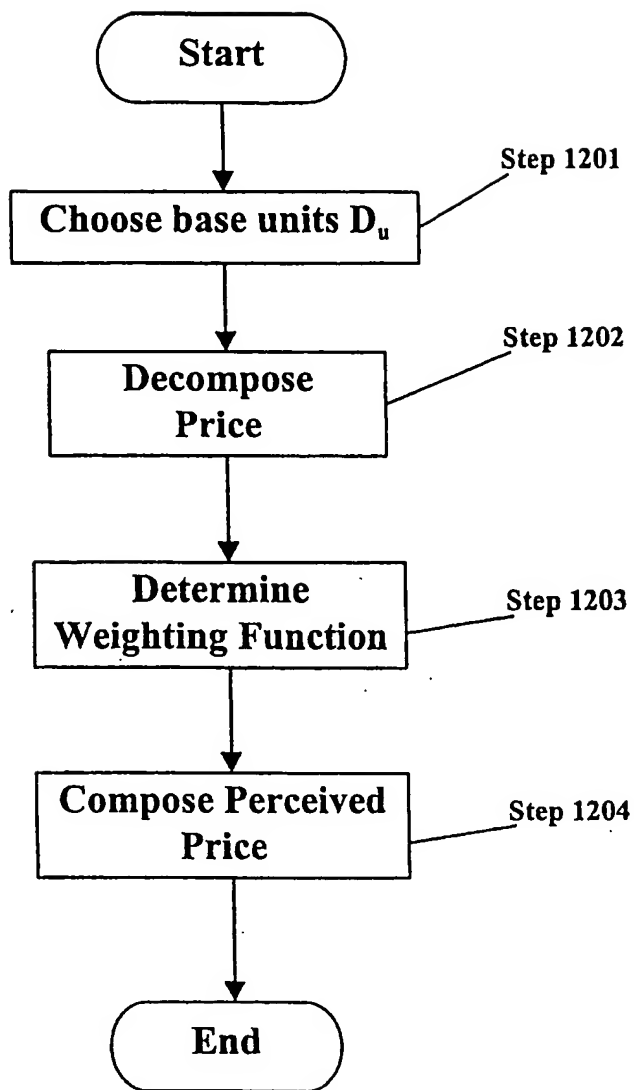 Start
Step 1201
Choose base units Du
Step 1202
Decompose
Price
Determine
Weighting Function
Step 1203
Compose Perceived
Price
Step 1204
End